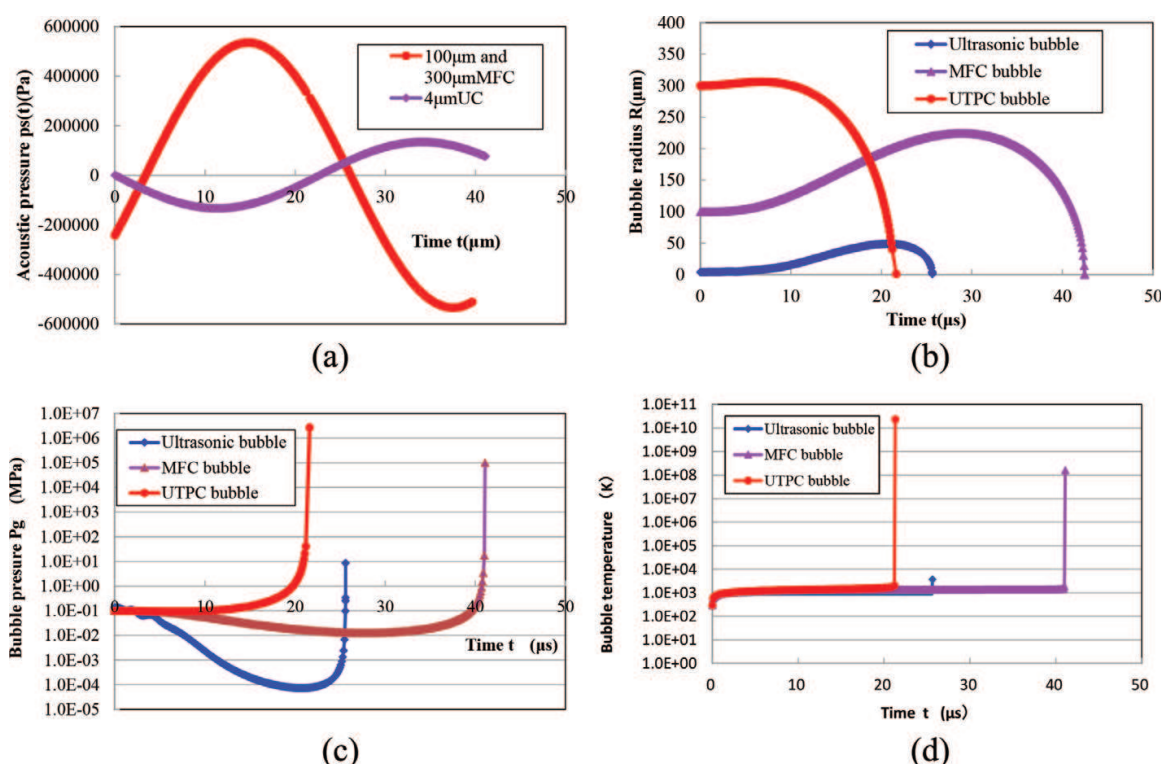 600000
400000
200000
0
-200000
-400000
-600000
Acoustic pressure ps(t)(Pa)
100μm and
300μmMFC
4μmUC
0 10 20 30 40 50
Time t(μm)
(a)
400
350
300
250
200
150
100
50
0
Bubble radius R(μm)
Ultrasonic bubble
MFC bubble
UTPC bubble
0 10 20 30 40 50
Time t(μs)
(b)
1.0E+07
1.0E+06
1.0E+05
1.0E+04
1.0E+03
1.0E+02
1.0E+01
1.0E+00
1.0E-01
1.0E-02
1.0E-03
1.0E-04
1.0E-05
Bubble presure Pg (MPa)
Ultrasonic bubble
MFC bubble
UTPC bubble
0 10 20 30 40 50
Time t (μs)
(c)
1.0E+11
1.0E+10
1.0E+09
1.0E+08
1.0E+07
1.0E+06
1.0E+05
1.0E+04
1.0E+03
1.0E+02
1.0E+01
1.0E+00
Bubble temperature (K)
Ultrasonic bubble
MFC bubble
UTPC bubble
0 10 20 30 40 50
Time t (μs)
(d)